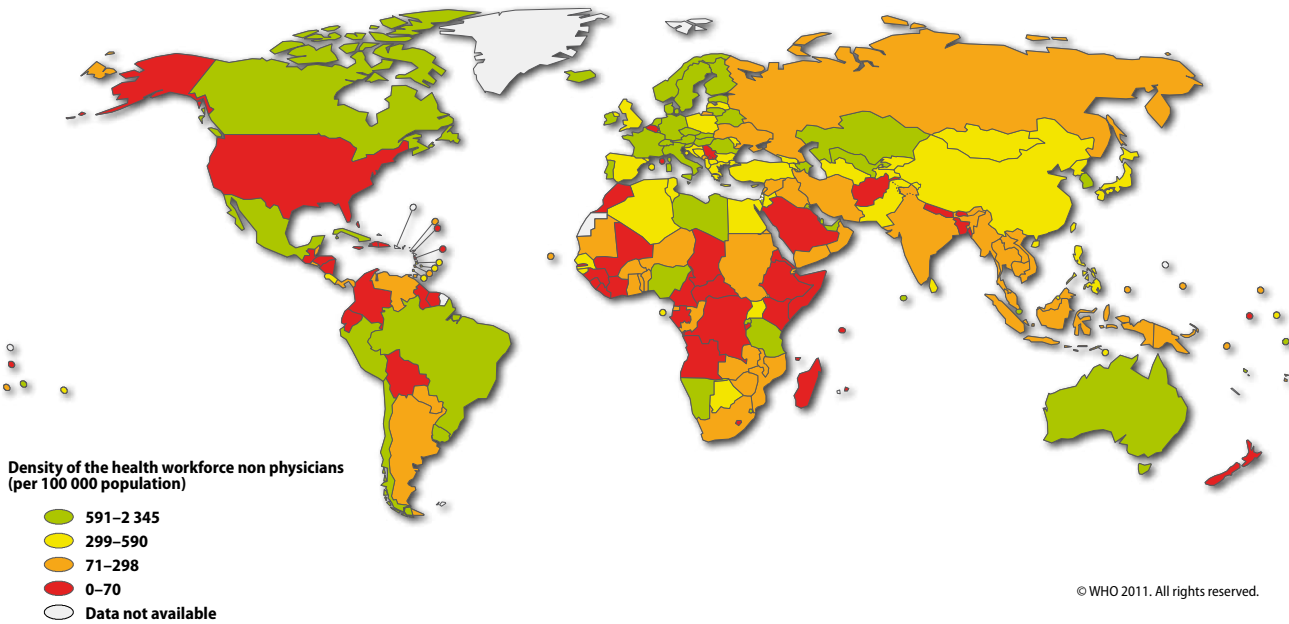 Density of the health workforce non physicians
(per 100 000 population)
591–2 345
299–590
71–298
0–70
Data not available
© WHO 2011. All rights reserved.